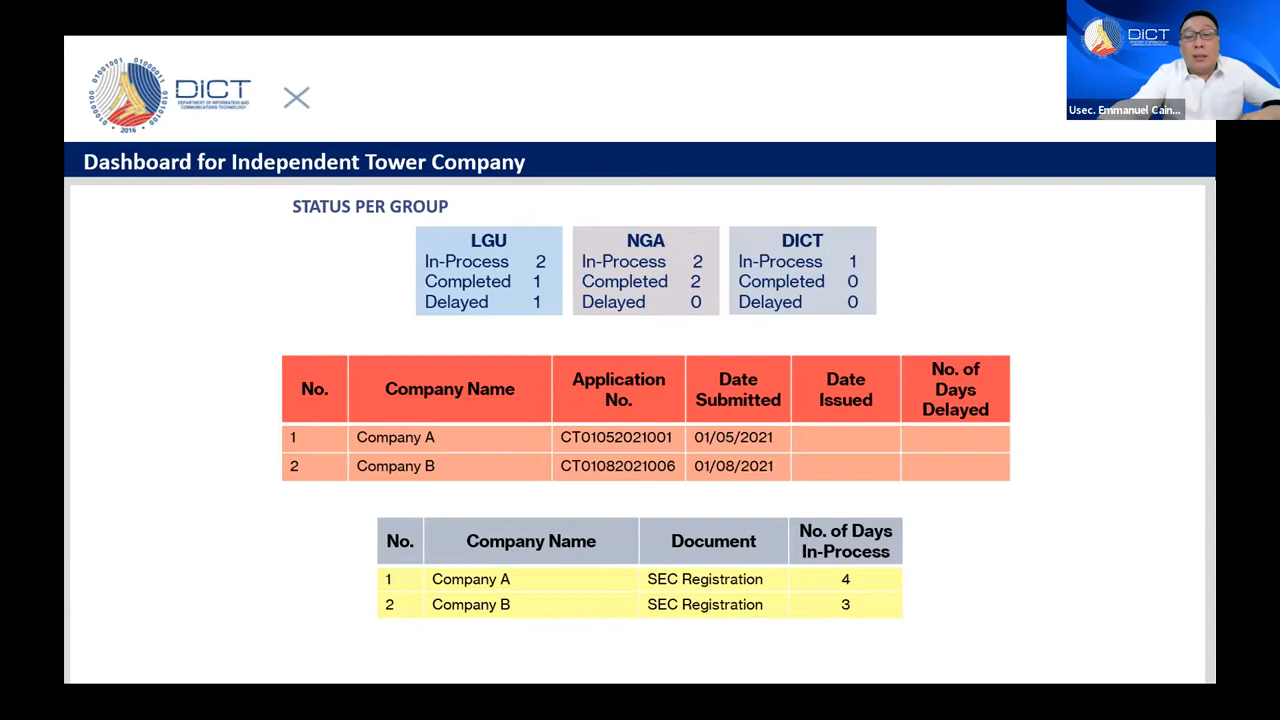 DICT
DEPARTMENT OF INFORMATION AND
COMMUNICATIONS TECHNOLOGY
2016
DICT
Usec. Emmanuel Cain...
Dashboard for Independent Tower Company
STATUS PER GROUP
LGU
In-Process 2
Completed 1
Delayed 1
NGA
In-Process 2
Completed 2
Delayed 0
DICT
In-Process 1
Completed 0
Delayed 0
No. Company Name Application No. Date Submitted Date Issued No. of Days Delayed
1 Company A CT01052021001 01/05/2021
2 Company B CT01082021006 01/08/2021
No. Company Name Document No. of Days In-Process
1 Company A SEC Registration 4
2 Company B SEC Registration 3